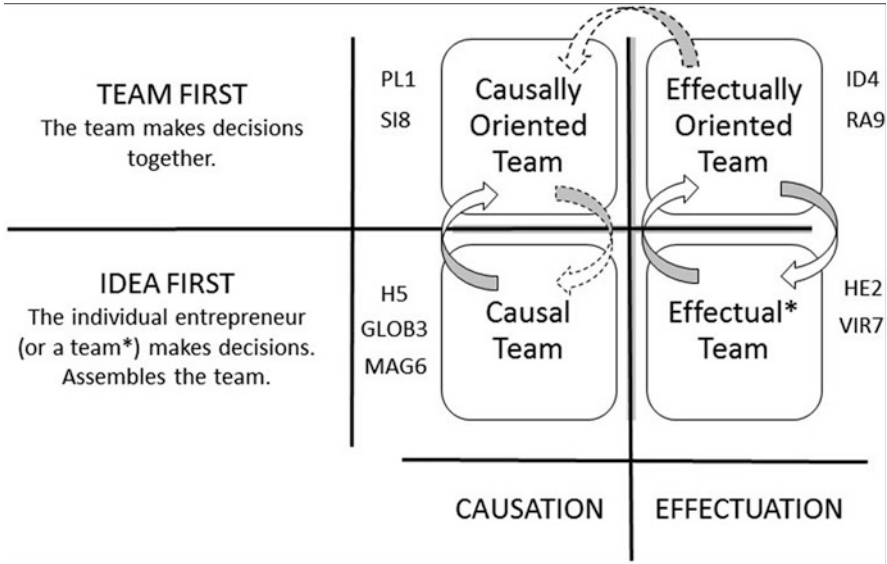 TEAM FIRST
The team makes decisions
together.
PL1
SI8
Causally
Oriented
Team
Effectually
Oriented
Team
ID4
RA9
IDEA FIRST
The individual entrepreneur
(or a team*) makes decisions.
Assembles the team.
H5
GLOB3
MAG6
Causal
Team
Effectual*
Team
HE2
VIR7
CAUSATION
EFFECTUATION